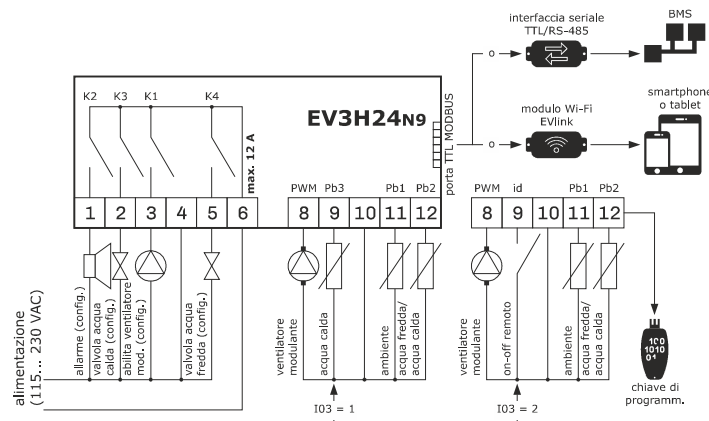 interfaccia seriale
TTL/RS-485
BMS
o
K2
K3
K1
K4
EV3H24N9
max. 12 A
porta TTL MODBUS
modulo Wi-Fi
EVlink
o
smartphone
o tablet
PWM
Pb3
Pb1
Pb2
PWM
id
Pb1
Pb2
1
2
3
4
5
6
8
9
10
11
12
8
9
10
11
12
alimentazione
(115... 230 VAC)
allarme (config.)
valvola acqua
calda (config.)
abilita ventilatore
mod. (config.)
valvola acqua
fredda (config.)
ventilatore
modulante
acqua calda
ambiente
acqua fredda/
acqua calda
I03 = 1
ventilatore
modulante
on-off remoto
ambiente
acqua fredda/
acqua calda
I03 = 2
100
1010
01
chiave di
programm.